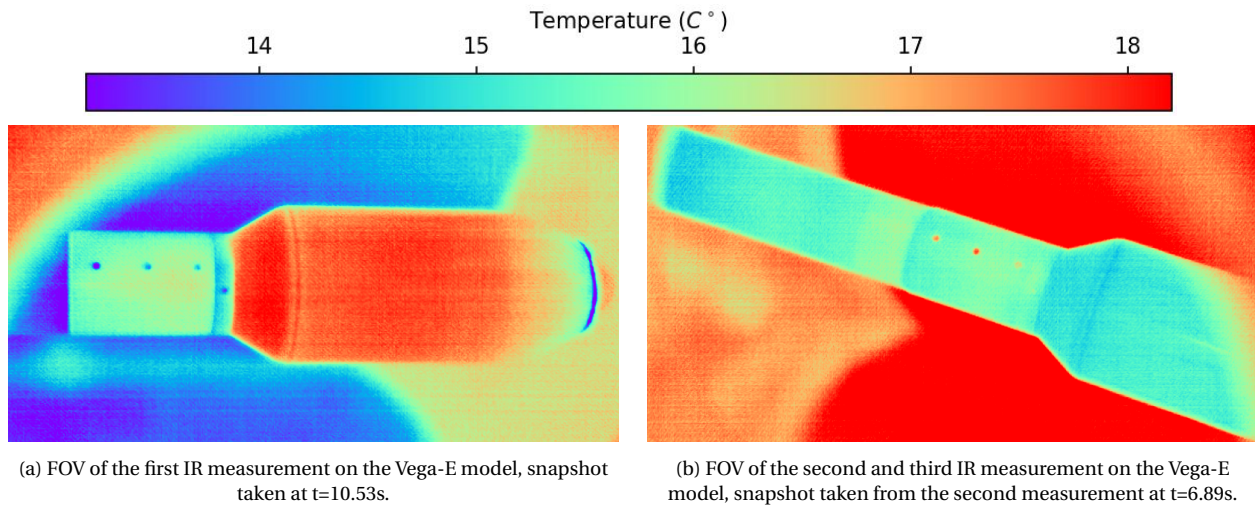 Temperature (C°)
14 15 16 17 18
(a) FOV of the first IR measurement on the Vega-E model, snapshot
taken at t=10.53s.
(b) FOV of the second and third IR measurement on the Vega-E
model, snapshot taken from the second measurement at t=6.89s.